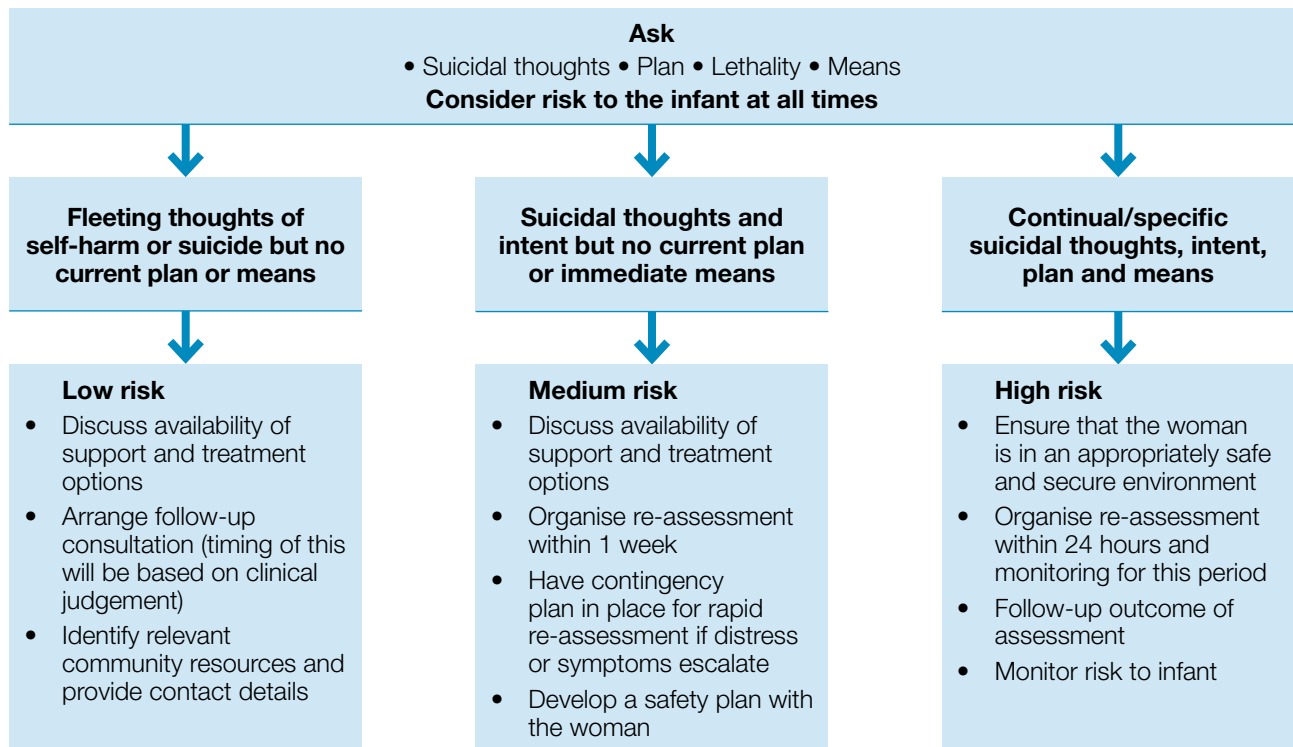 Ask
• Suicidal thoughts • Plan • Lethality • Means
Consider risk to the infant at all times
Fleeting thoughts of
self-harm or suicide but no
current plan or means
Suicidal thoughts and
intent but no current plan
or immediate means
Continual/specific
suicidal thoughts, intent,
plan and means
Low risk
• Discuss availability of
support and treatment
options
• Arrange follow-up
consultation (timing of this
will be based on clinical
judgement)
• Identify relevant
community resources and
provide contact details
Medium risk
• Discuss availability of
support and treatment
options
• Organise re-assessment
within 1 week
• Have contingency
plan in place for rapid
re-assessment if distress
or symptoms escalate
• Develop a safety plan with
the woman
High risk
• Ensure that the woman
is in an appropriately safe
and secure environment
• Organise re-assessment
within 24 hours and
monitoring for this period
• Follow-up outcome of
assessment
• Monitor risk to infant